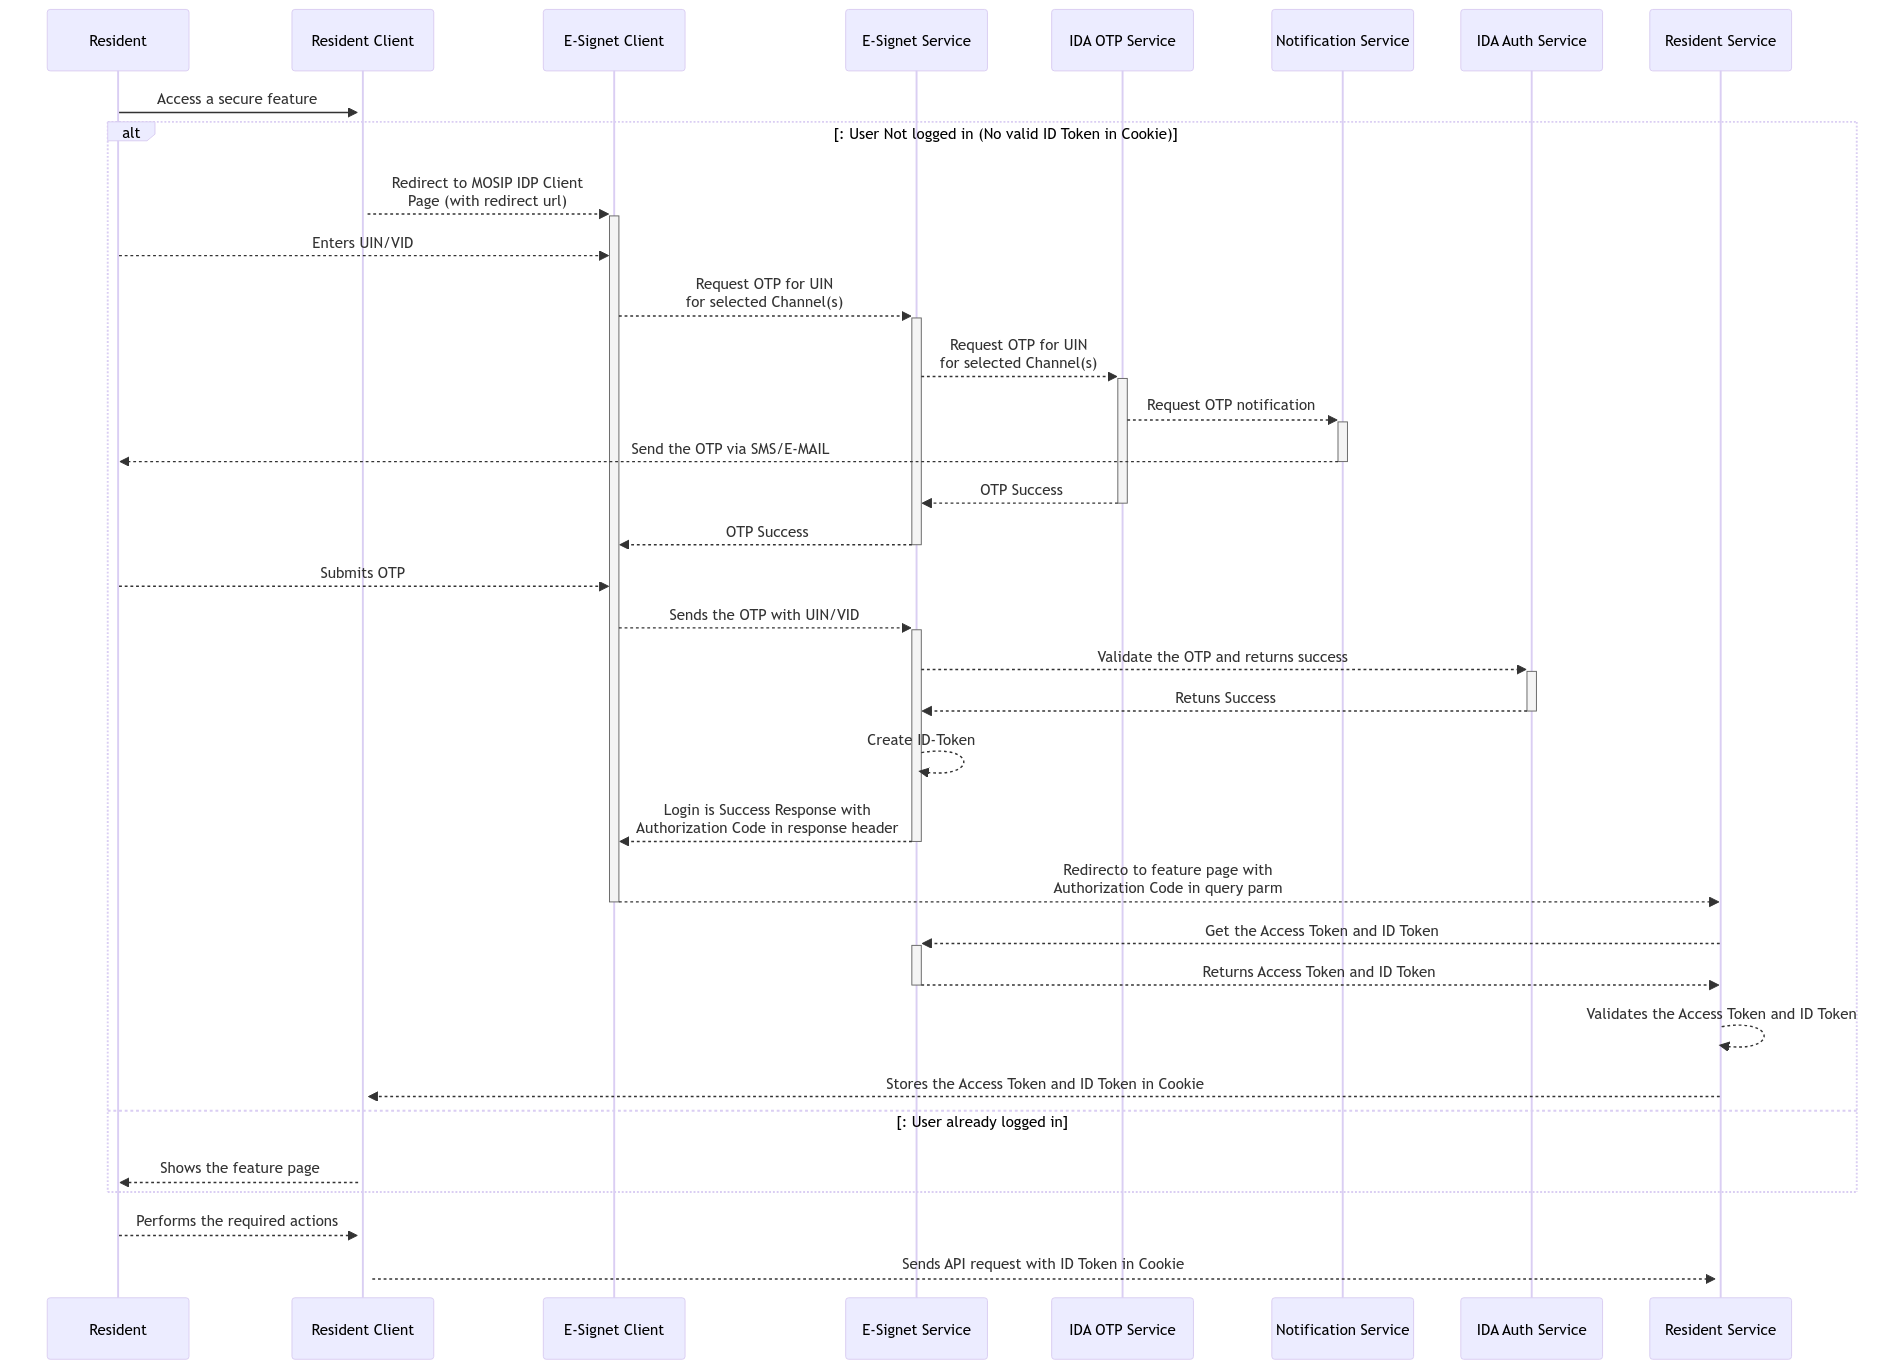 Resident
Resident Client
E-Signet Client
E-Signet Service
IDA OTP Service
Notification Service
IDA Auth Service
Resident Service
Access a secure feature
alt
[: User Not logged in (No valid ID Token in Cookie)]
Redirect to MOSIP IDP Client
Page (with redirect url)
Enters UIN/VID
Request OTP for UIN
for selected Channel(s)
Request OTP for UIN
for selected Channel(s)
Request OTP notification
Send the OTP via SMS/E-MAIL
OTP Success
OTP Success
Submits OTP
Sends the OTP with UIN/VID
Validate the OTP and returns success
Retuns Success
Create ID-Token
Login is Success Response with
Authorization Code in response header
Redirecto to feature page with
Authorization Code in query parm
Get the Access Token and ID Token
Returns Access Token and ID Token
Validates the Access Token and ID Token
Stores the Access Token and ID Token in Cookie
[: User already logged in]
Shows the feature page
Performs the required actions
Sends API request with ID Token in Cookie
Resident
Resident Client
E-Signet Client
E-Signet Service
IDA OTP Service
Notification Service
IDA Auth Service
Resident Service